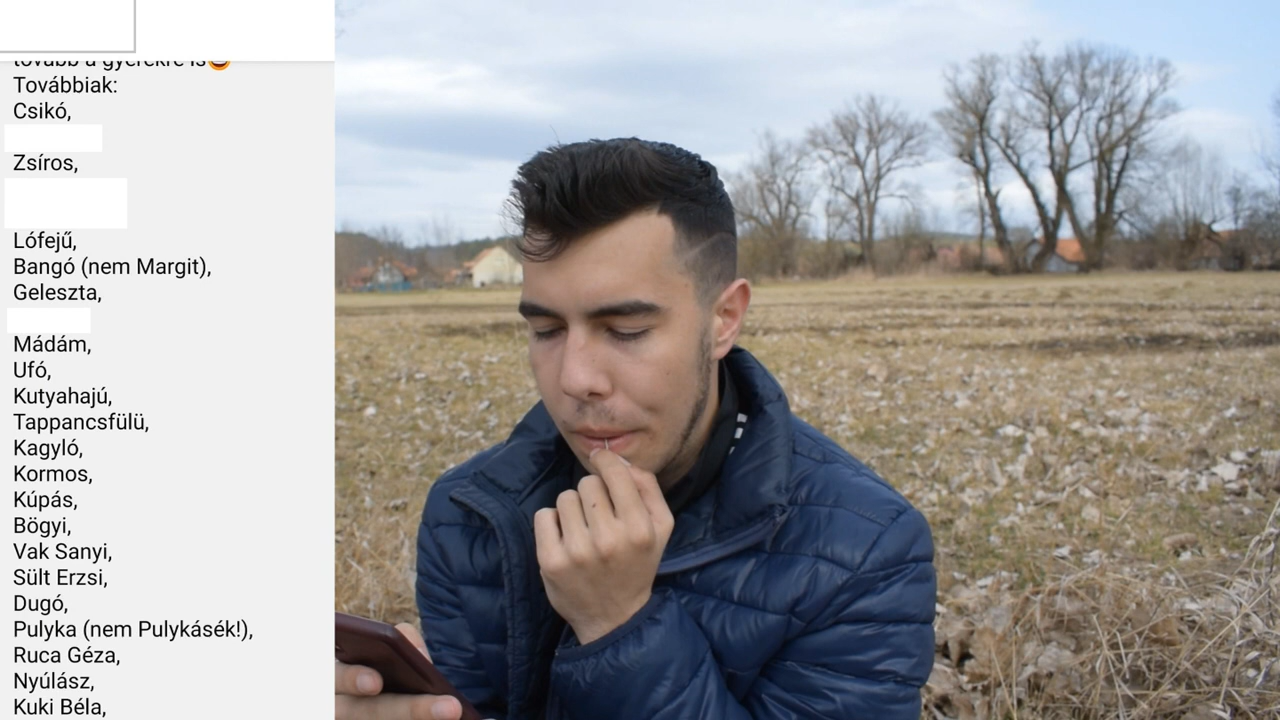 tovább a gyerekre is
Továbbiak:
Csikó,
Zsíros,
Lófejű,
Bangó (nem Margit),
Geleszta,
Mádám,
Ufó,
Kutyahajú,
Tappancsfülü,
Kagyló,
Kormos,
Kúpás,
Bögyi,
Vak Sanyi,
Sült Erzsi,
Dugó,
Pulyka (nem Pulykásék!),
Ruca Géza,
Nyúlász,
Kuki Béla,